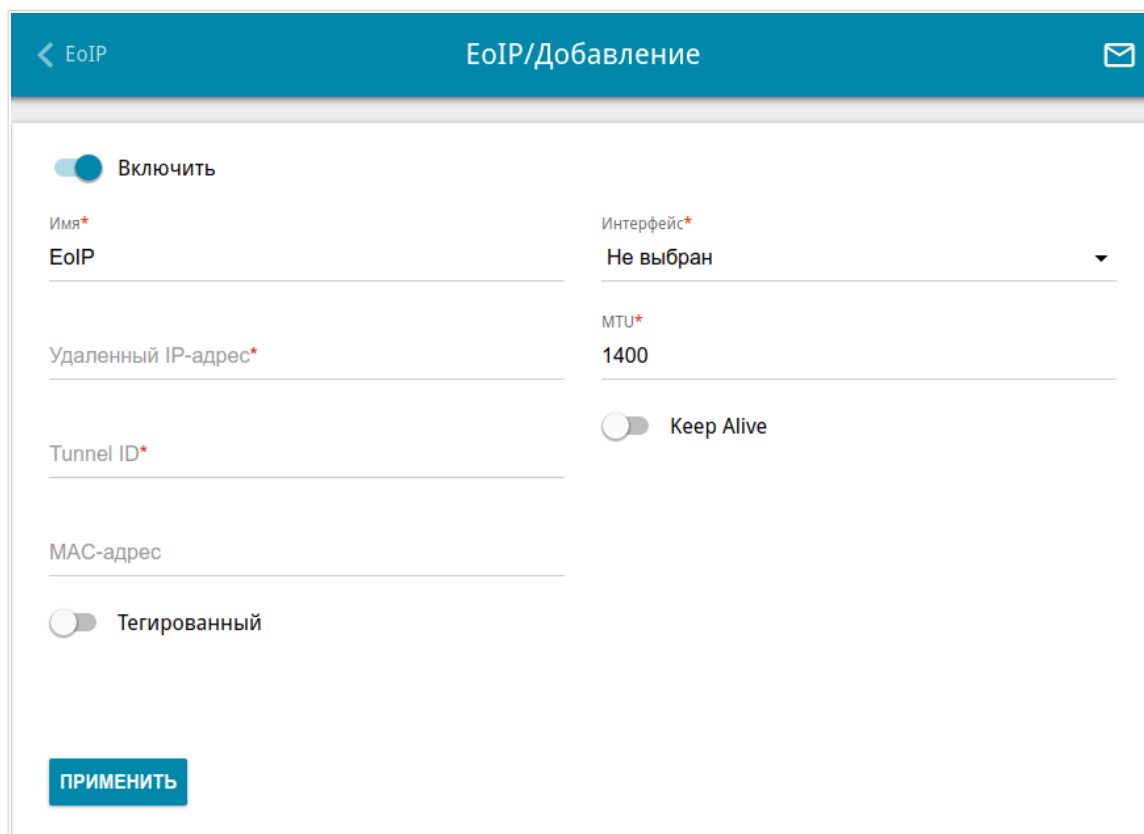 EoIP
EoIP/Добавление
Включить
Имя*
EoIP
Интерфейс*
Не выбран
Удаленный IP-адрес*
MTU*
1400
Tunnel ID*
Keep Alive
MAC-адрес
Тегированный
ПРИМЕНИТЬ